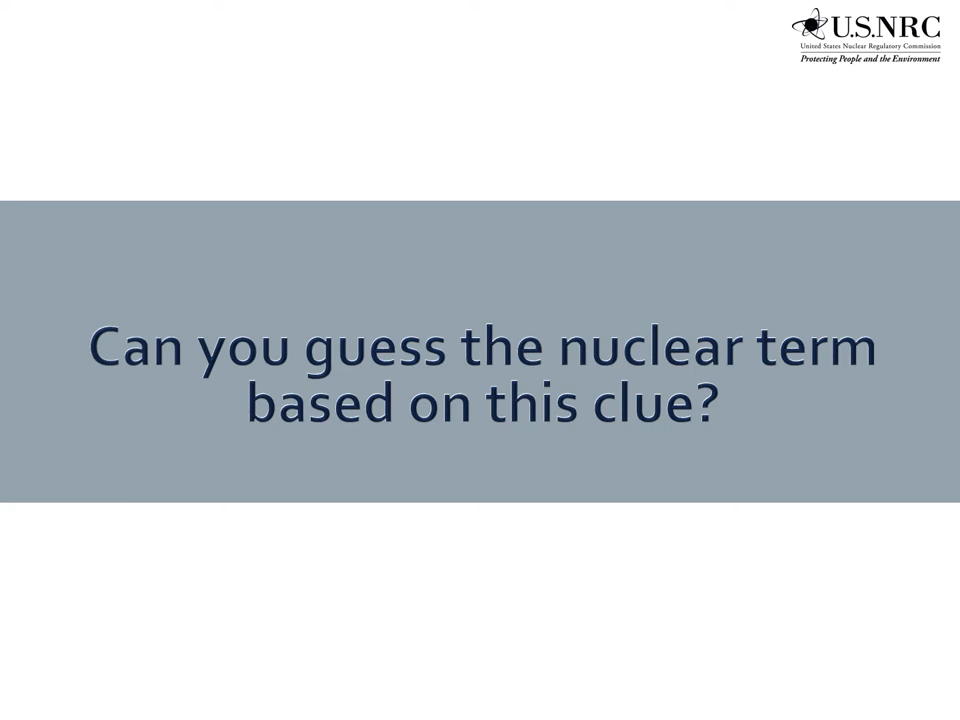 U.S.NRC
United States Nuclear Regulatory Commission
Protecting People and the Environment
Can you guess the nuclear term
based on this clue?